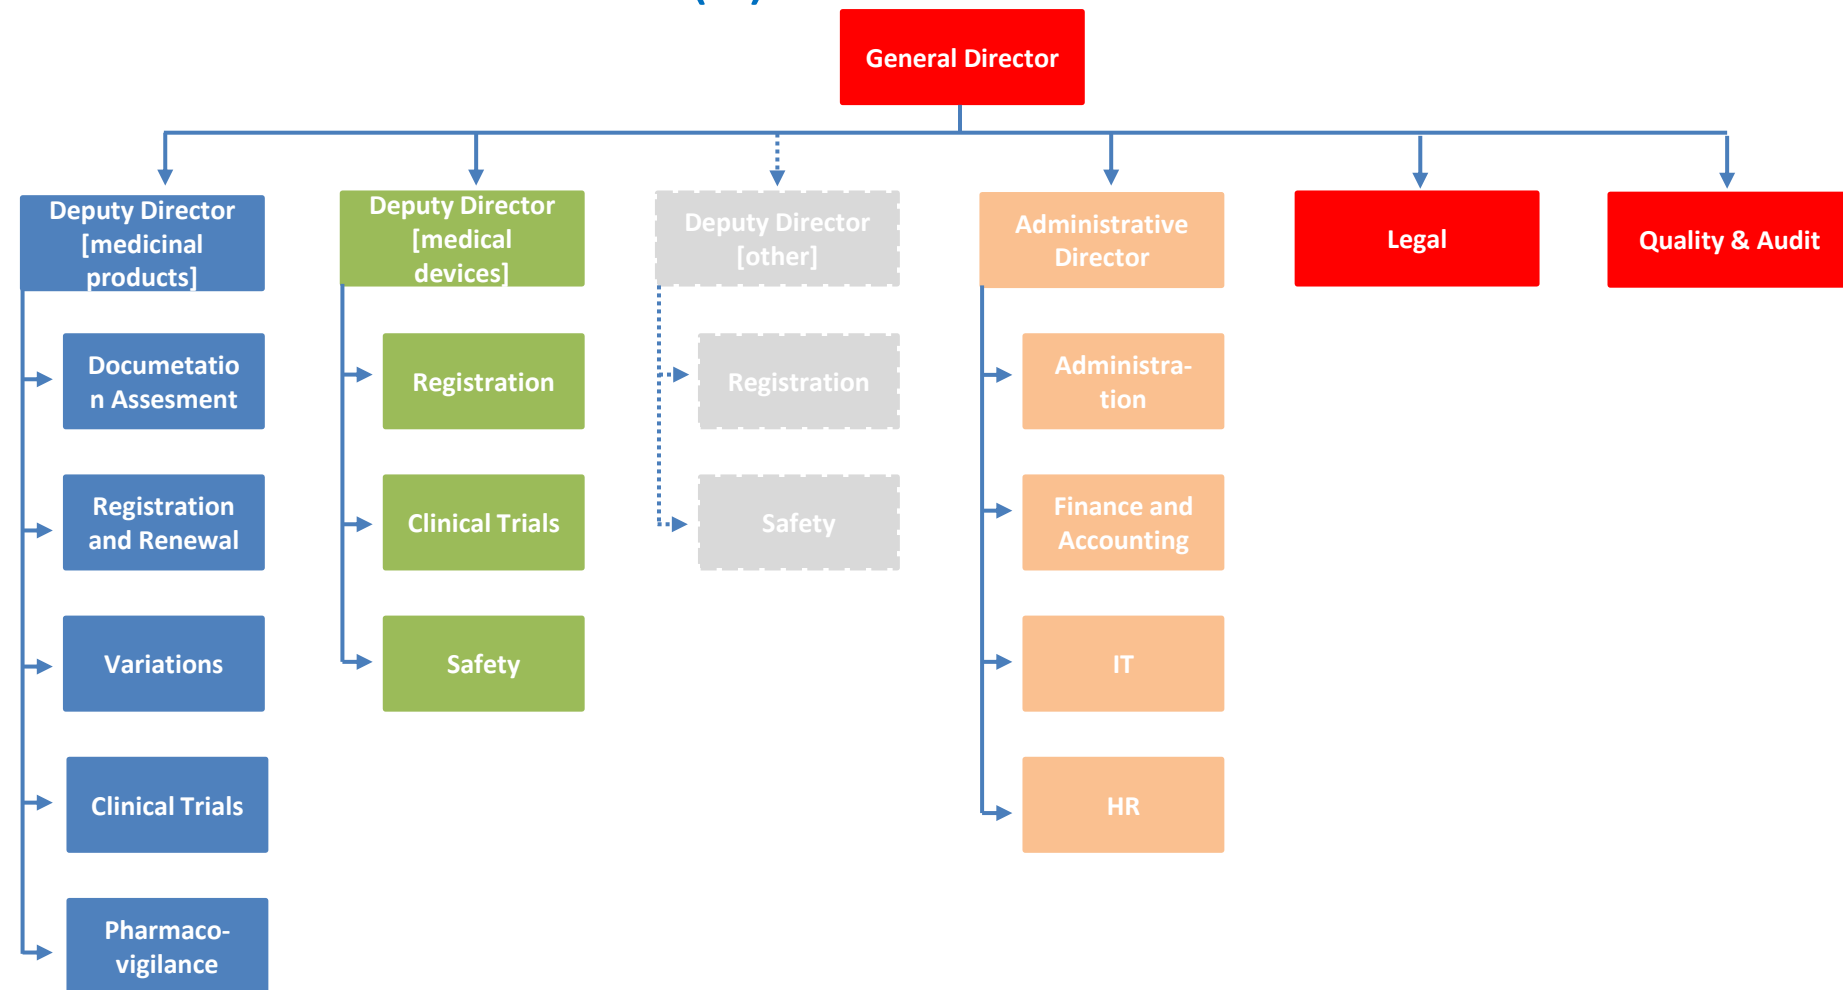 General Director
Deputy Director
[medicinal
products]
Deputy Director
[medical
devices]
Deputy Director
[other]
Administrative
Director
Legal
Quality & Audit
Documetatio
n Assesment
Registration
Registration
Administra-
tion
Registration
and Renewal
Clinical Trials
Safety
Finance and
Accounting
Variations
Safety
IT
Clinical Trials
HR
Pharmaco-
vigilance